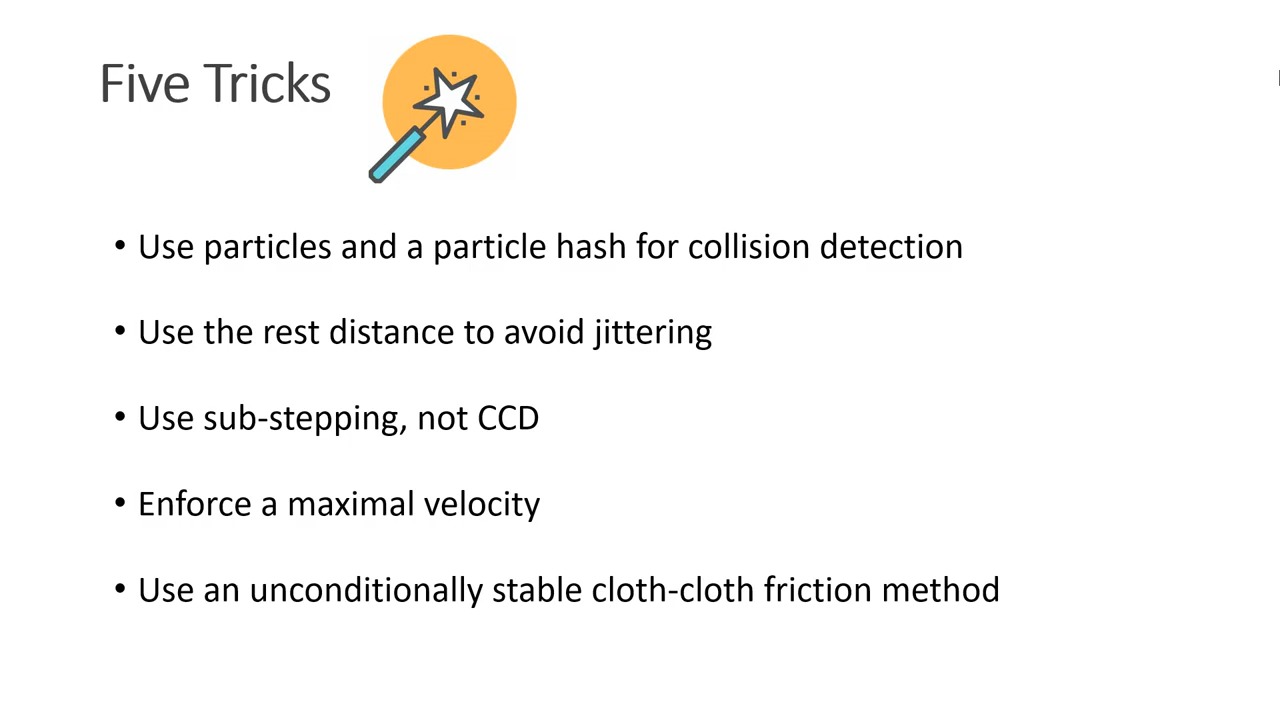 Five Tricks
• Use particles and a particle hash for collision detection
• Use the rest distance to avoid jittering
• Use sub-stepping, not CCD
• Enforce a maximal velocity
• Use an unconditionally stable cloth-cloth friction method